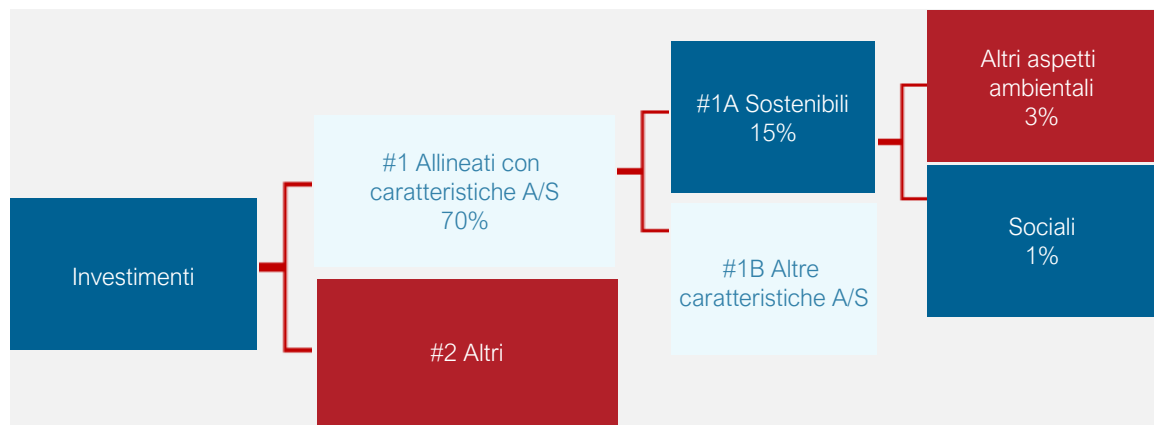 Investimenti
#1 Allineati con
caratteristiche A/S
70%
#2 Altri
#1A Sostenibili
15%
#1B Altre
caratteristiche A/S
Altri aspetti
ambientali
3%
Sociali
1%